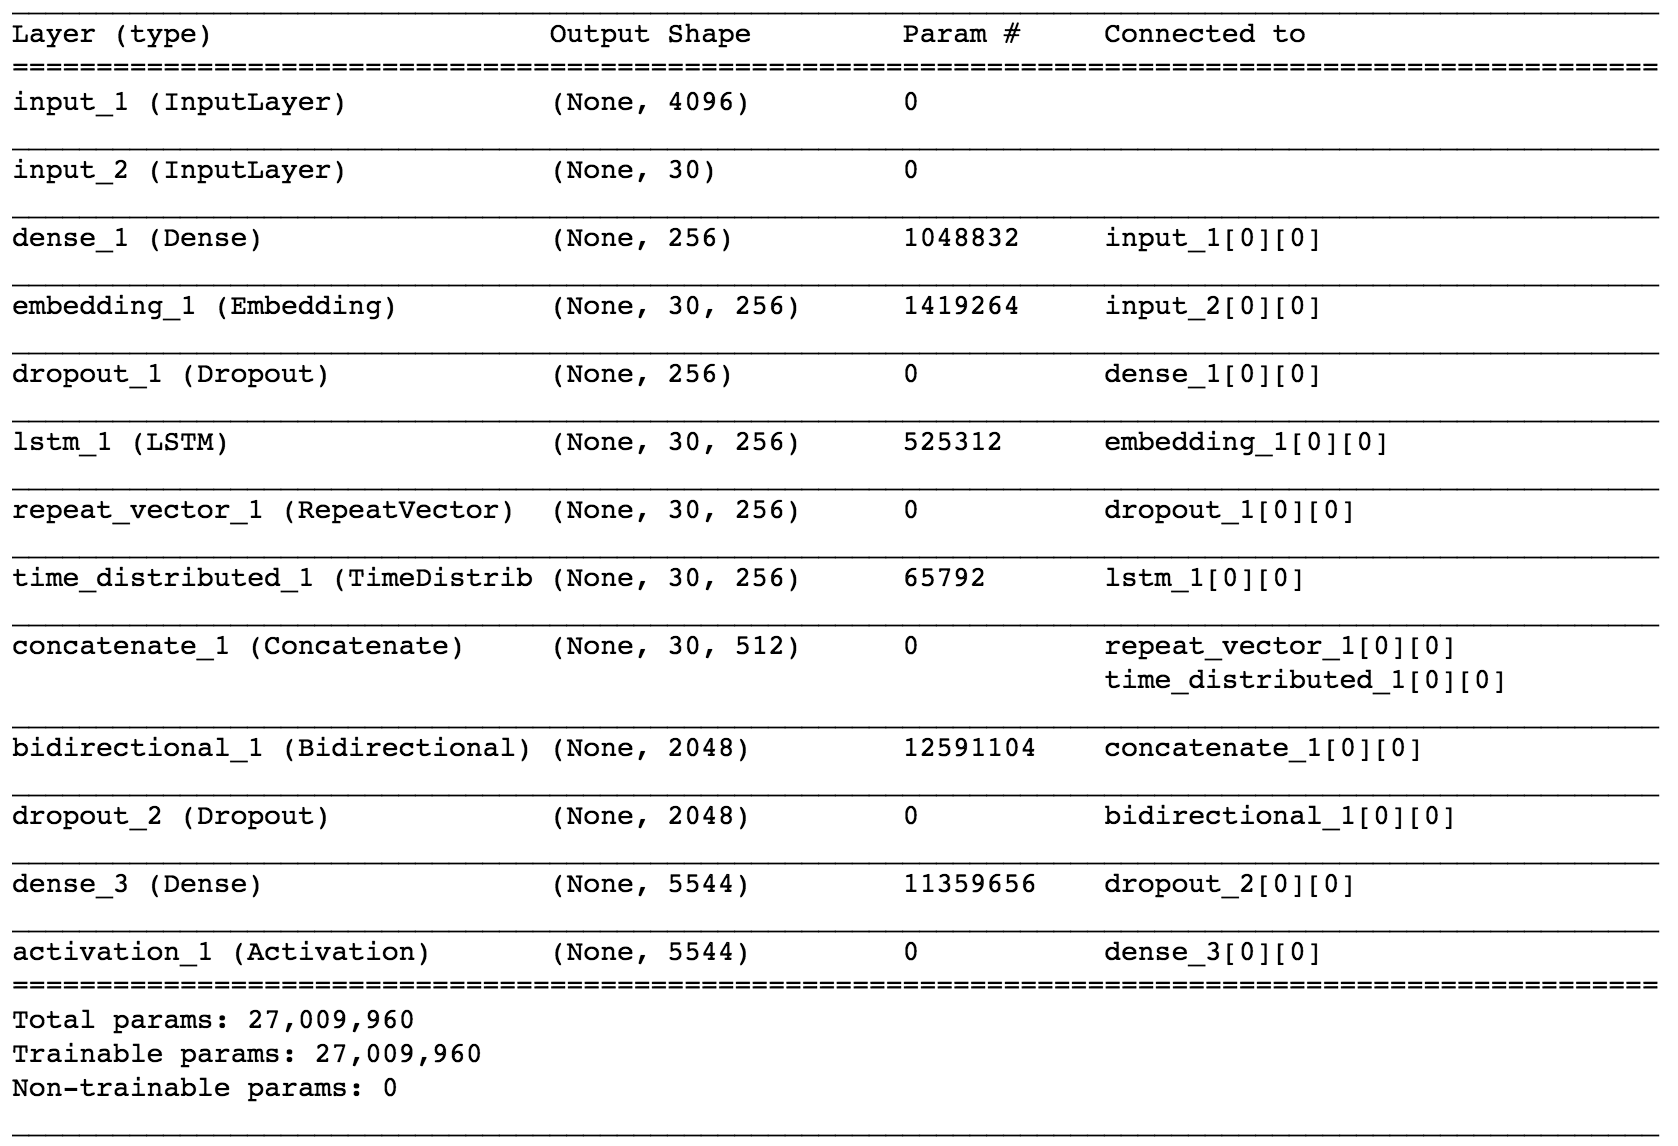 Layer (type) Output Shape Param # Connected to
input_1 (InputLayer) (None, 4096) 0
input_2 (InputLayer) (None, 30) 0
dense_1 (Dense) (None, 256) 1048832 input_1[0][0]
embedding_1 (Embedding) (None, 30, 256) 1419264 input_2[0][0]
dropout_1 (Dropout) (None, 256) 0 dense_1[0][0]
lstm_1 (LSTM) (None, 30, 256) 525312 embedding_1[0][0]
repeat_vector_1 (RepeatVector) (None, 30, 256) 0 dropout_1[0][0]
time_distributed_1 (TimeDistrib (None, 30, 256) 65792 lstm_1[0][0]
concatenate_1 (Concatenate) (None, 30, 512) 0 repeat_vector_1[0][0]
time_distributed_1[0][0]
bidirectional_1 (Bidirectional) (None, 2048) 12591104 concatenate_1[0][0]
dropout_2 (Dropout) (None, 2048) 0 bidirectional_1[0][0]
dense_3 (Dense) (None, 5544) 11359656 dropout_2[0][0]
activation_1 (Activation) (None, 5544) 0 dense_3[0][0]
Total params: 27,009,960
Trainable params: 27,009,960
Non-trainable params: 0